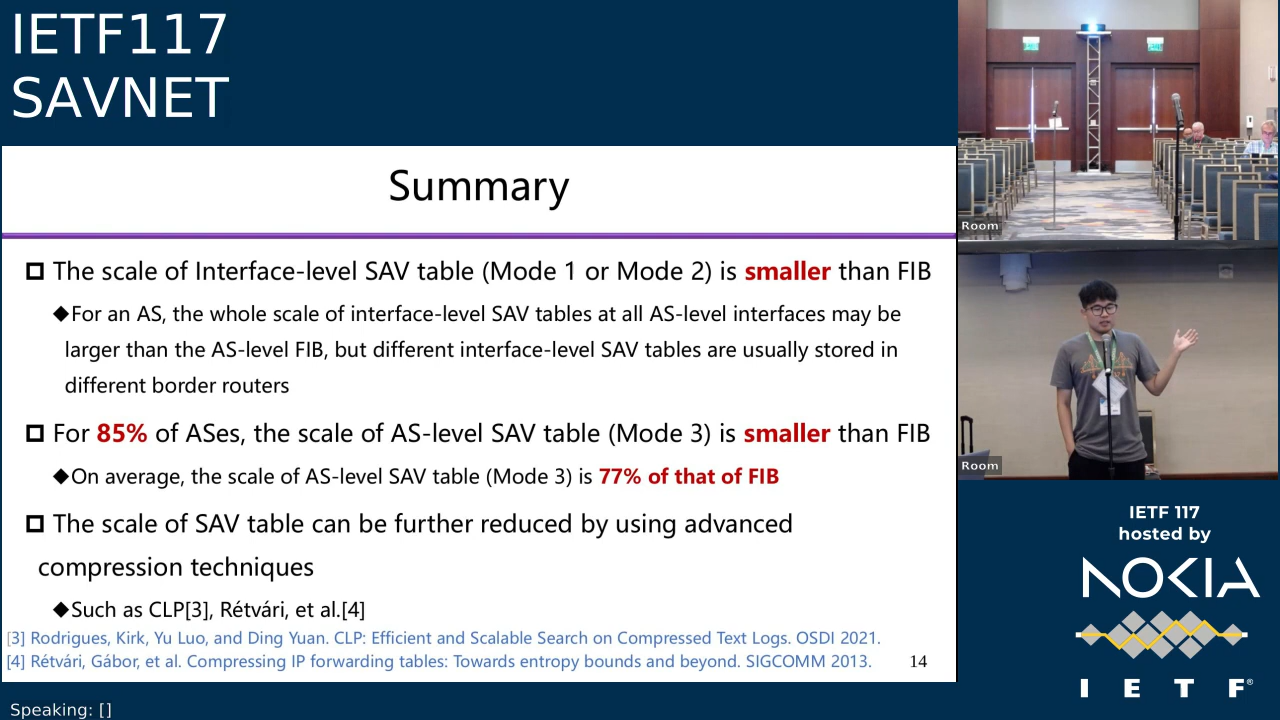 IETF117
SAVNET
Summary
The scale of Interface-level SAV table (Mode 1 or Mode 2) is smaller than FIB
◆For an AS, the whole scale of interface-level SAV tables at all AS-level interfaces may be
larger than the AS-level FIB, but different interface-level SAV tables are usually stored in
different border routers
For 85% of ASes, the scale of AS-level SAV table (Mode 3) is smaller than FIB
◆On average, the scale of AS-level SAV table (Mode 3) is 77% of that of FIB
The scale of SAV table can be further reduced by using advanced
compression techniques
◆Such as CLP[3], Rétvári, et al.[4]
[3] Rodrigues, Kirk, Yu Luo, and Ding Yuan. CLP: Efficient and Scalable Search on Compressed Text Logs. OSDI 2021.
[4] Rétvári, Gábor, et al. Compressing IP forwarding tables: Towards entropy bounds and beyond. SIGCOMM 2013.
14
Room
Room
IETF 117
hosted by
NOKIA
I E T F®
Speaking: []